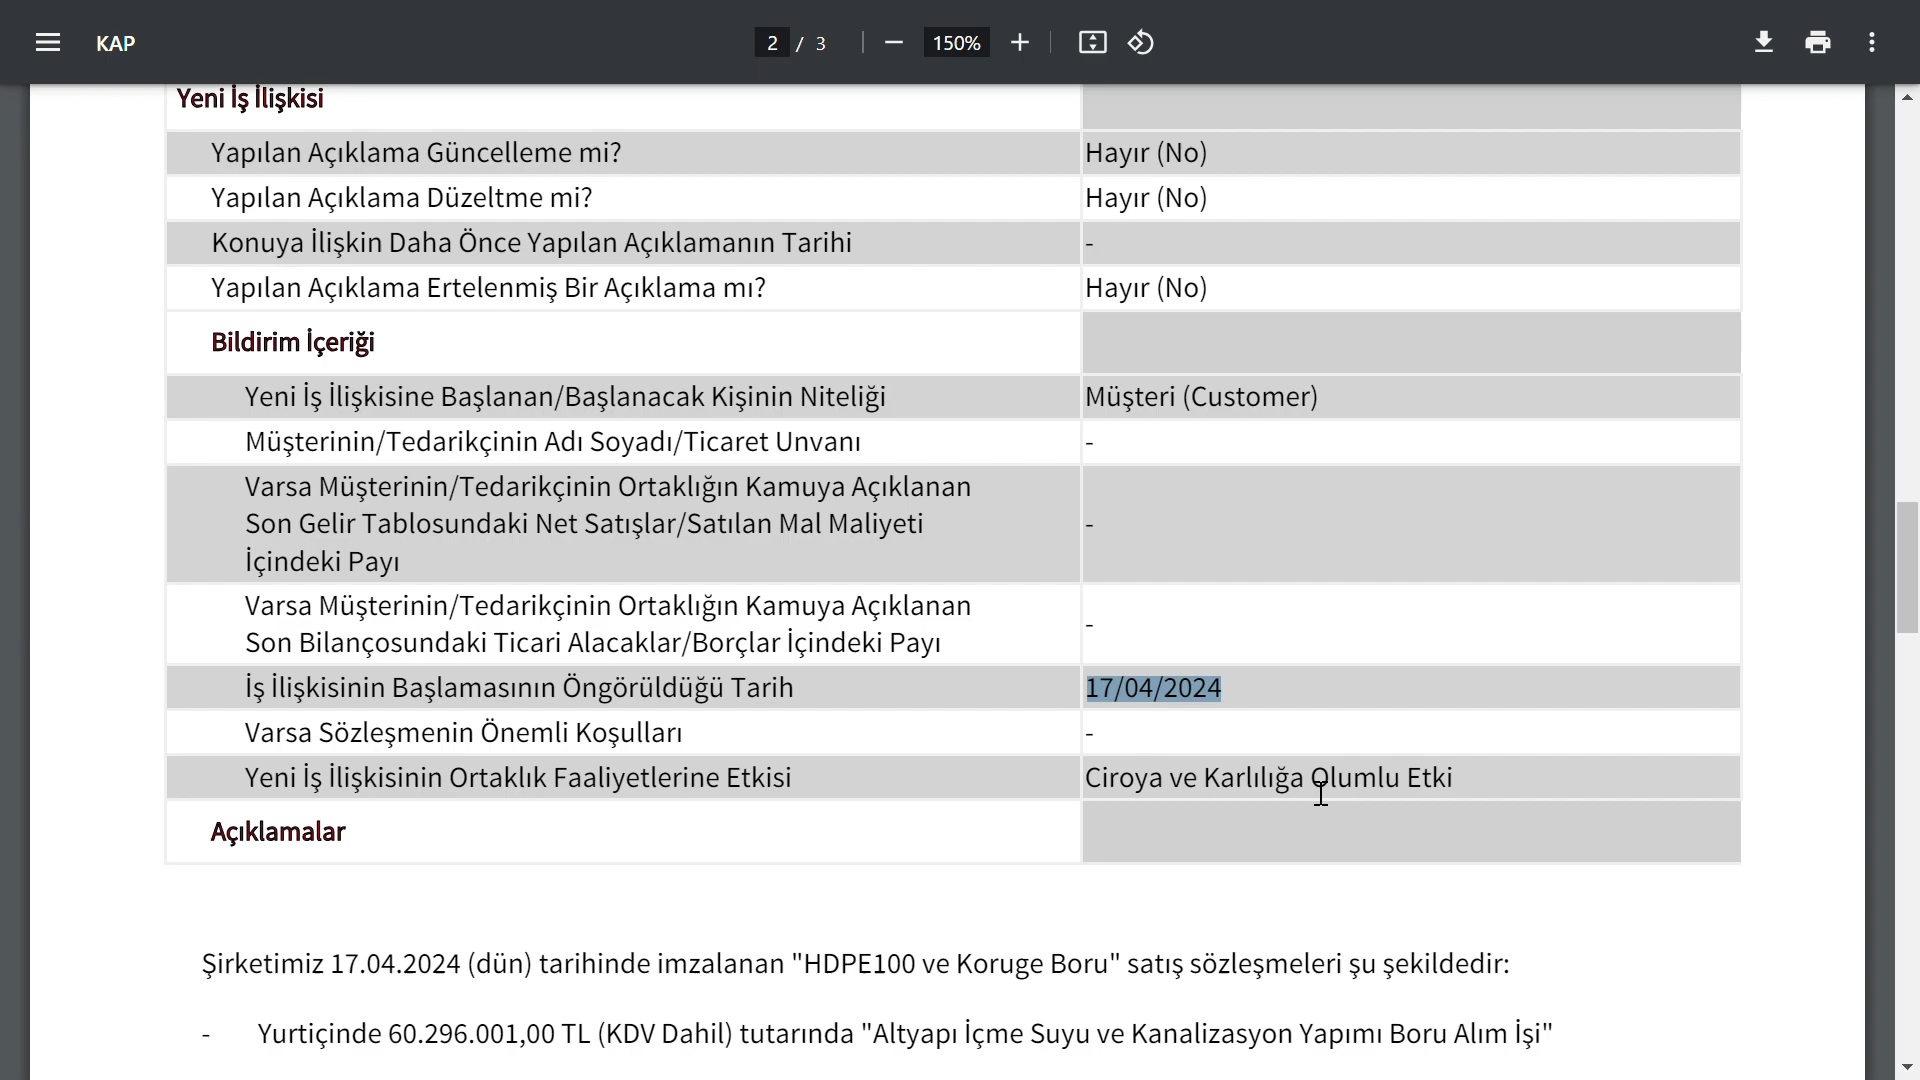 KAP
2 / 3
150%
Yeni İş İlişkisi
Yapılan Açıklama Güncelleme mi?
Hayır (No)
Yapılan Açıklama Düzeltme mi?
Hayır (No)
Konuya İlişkin Daha Önce Yapılan Açıklamanın Tarihi
-
Yapılan Açıklama Ertelenmiş Bir Açıklama mı?
Hayır (No)
Bildirim İçeriği
Yeni İş İlişkisine Başlanan/Başlanacak Kişinin Niteliği
Müşteri (Customer)
Müşterinin/Tedarikçinin Adı Soyadı/Ticaret Unvanı
-
Varsa Müşterinin/Tedarikçinin Ortaklığın Kamuya Açıklanan
Son Gelir Tablosundaki Net Satışlar/Satılan Mal Maliyeti
İçindeki Payı
-
Varsa Müşterinin/Tedarikçinin Ortaklığın Kamuya Açıklanan
Son Bilançosundaki Ticari Alacaklar/Borçlar İçindeki Payı
-
İş İlişkisinin Başlamasının Öngörüldüğü Tarih
17/04/2024
Varsa Sözleşmenin Önemli Koşulları
-
Yeni İş İlişkisinin Ortaklık Faaliyetlerine Etkisi
Ciroya ve Karlılığa Olumlu Etki
Açıklamalar
Şirketimiz 17.04.2024 (dün) tarihinde imzalanan "HDPE100 ve Koruge Boru" satış sözleşmeleri şu şekildedir:
- Yurtiçinde 60.296.001,00 TL (KDV Dahil) tutarında "Altyapı İçme Suyu ve Kanalizasyon Yapımı Boru Alım İşi"